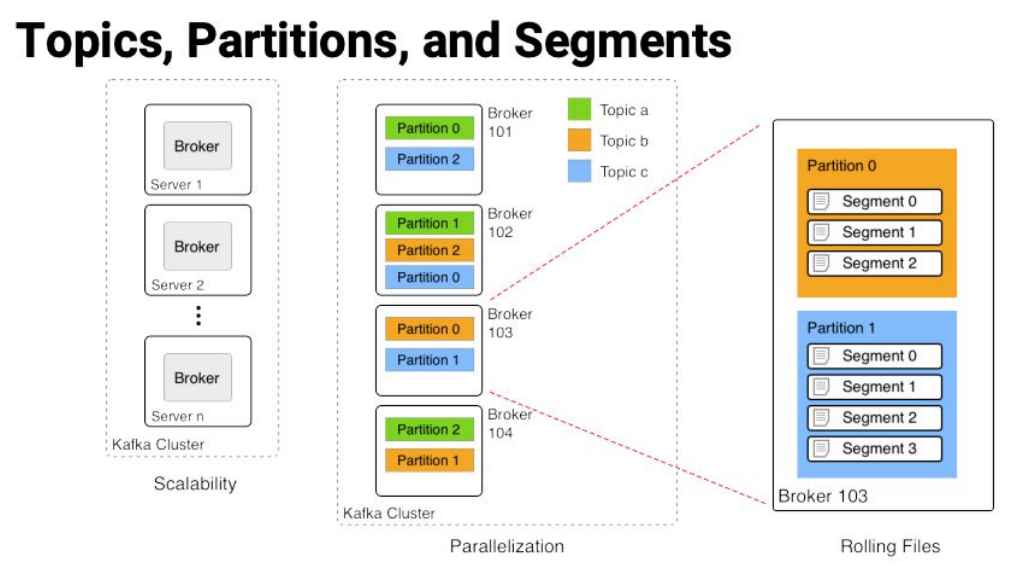 Topics, Partitions, and Segments
Broker
Server 1
Broker
Server 2
Broker
Server n
Kafka Cluster
Scalability
Partition 0
Partition 2
Broker
101
Partition 1
Partition 2
Partition 0
Broker
102
Partition 0
Partition 1
Broker
103
Partition 2
Partition 1
Broker
104
Kafka Cluster
Parallelization
Topic a
Topic b
Topic c
Partition 0
Segment 0
Segment 1
Segment 2
Partition 1
Segment 0
Segment 1
Segment 2
Segment 3
Broker 103
Rolling Files